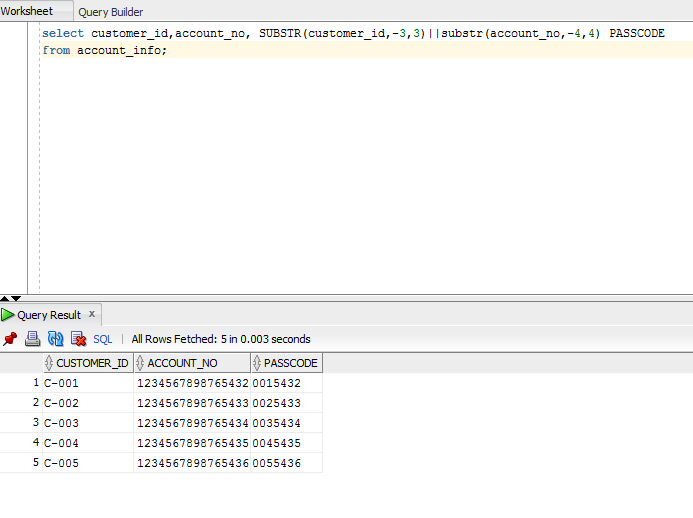 Worksheet Query Builder
select customer_id,account_no, SUBSTR(customer_id,-3,3)||substr(account_no,-4,4) PASSCODE
from account_info;
Query Result x
SQL | All Rows Fetched: 5 in 0.003 seconds
CUSTOMER_ID ACCOUNT_NO PASSCODE
1 C-001 1234567898765432 0015432
2 C-002 1234567898765433 0025433
3 C-003 1234567898765434 0035434
4 C-004 1234567898765435 0045435
5 C-005 1234567898765436 0055436